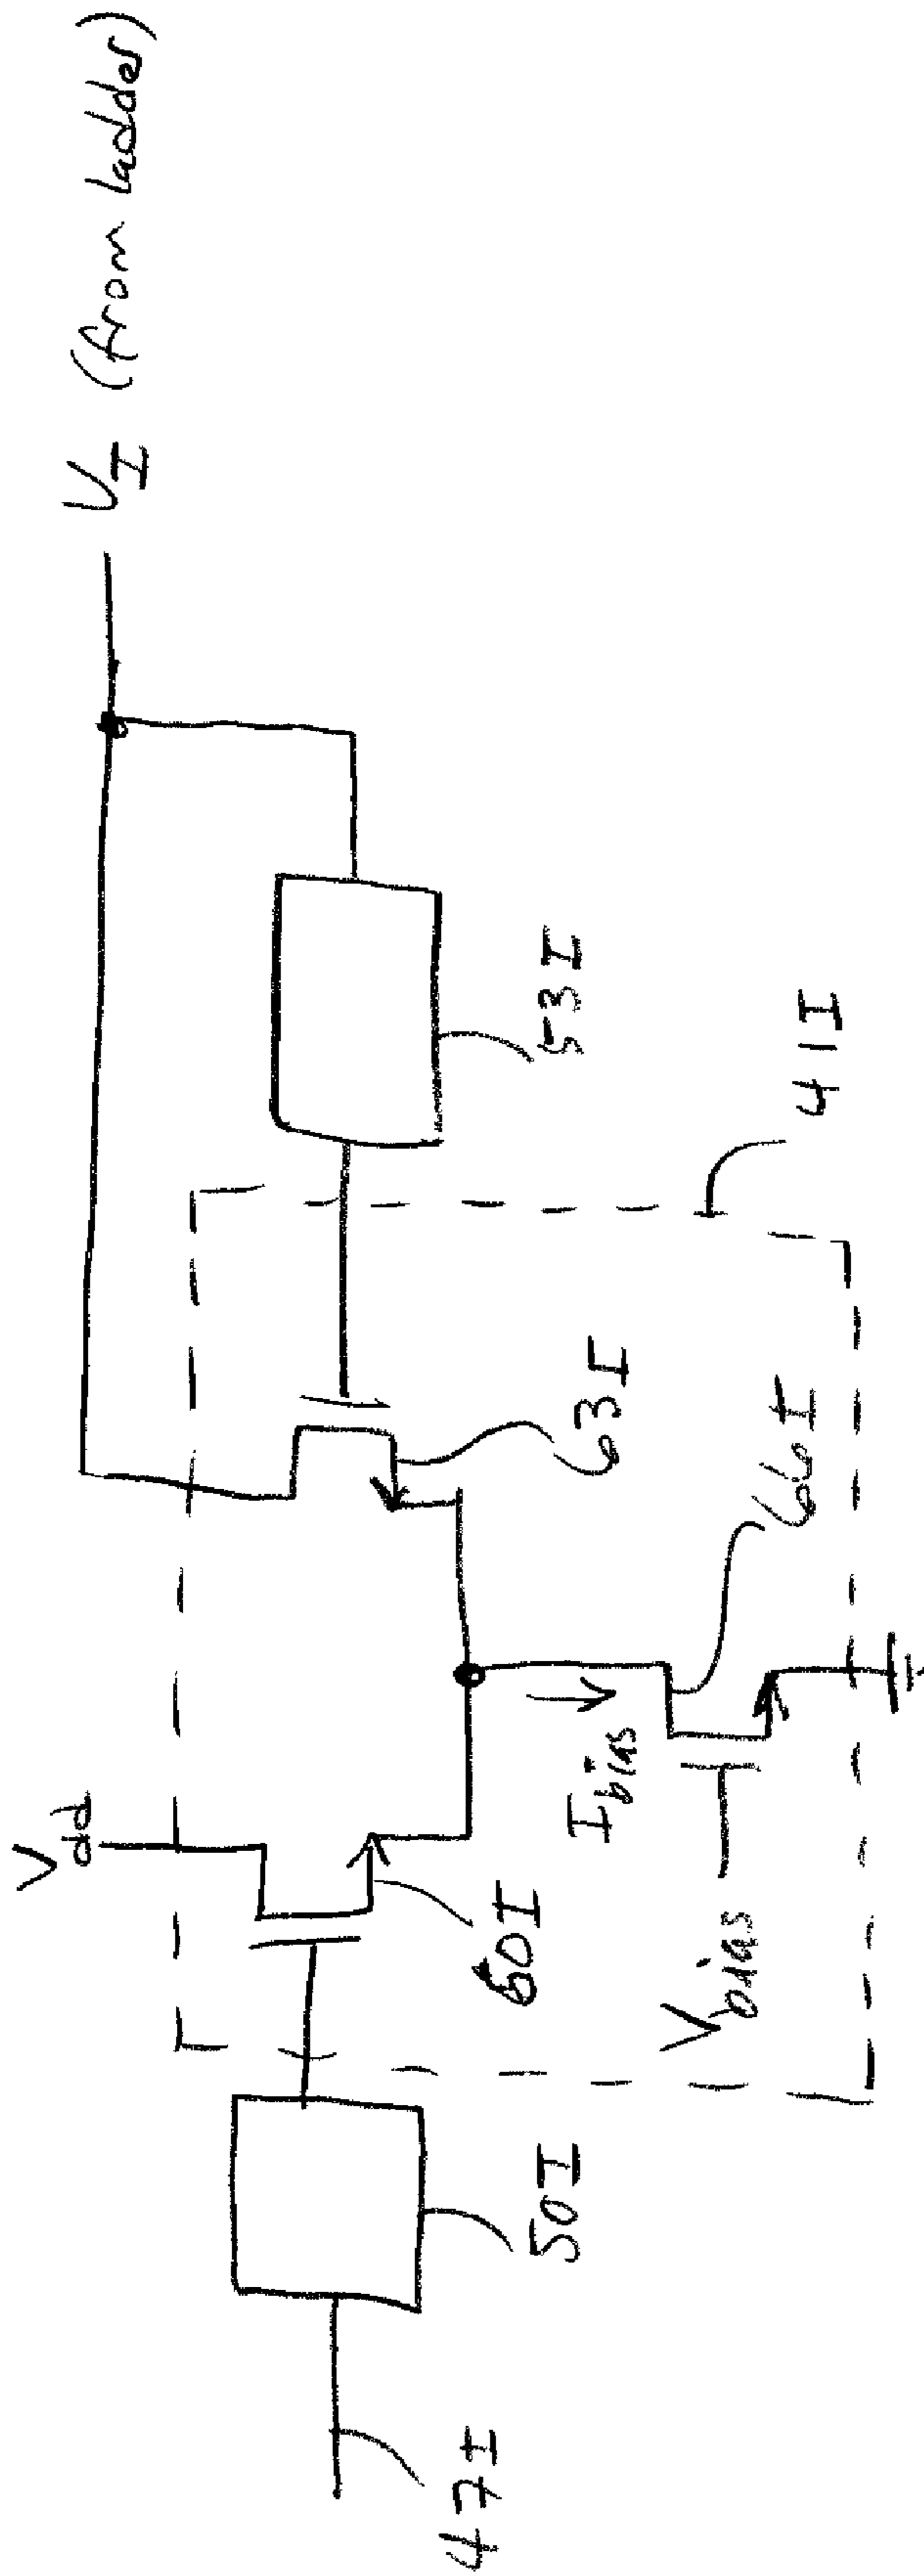 V_I (from ladder)
V_dd
53I
41I
63I
60I
66I
I_bias
V_bias
50I
47I